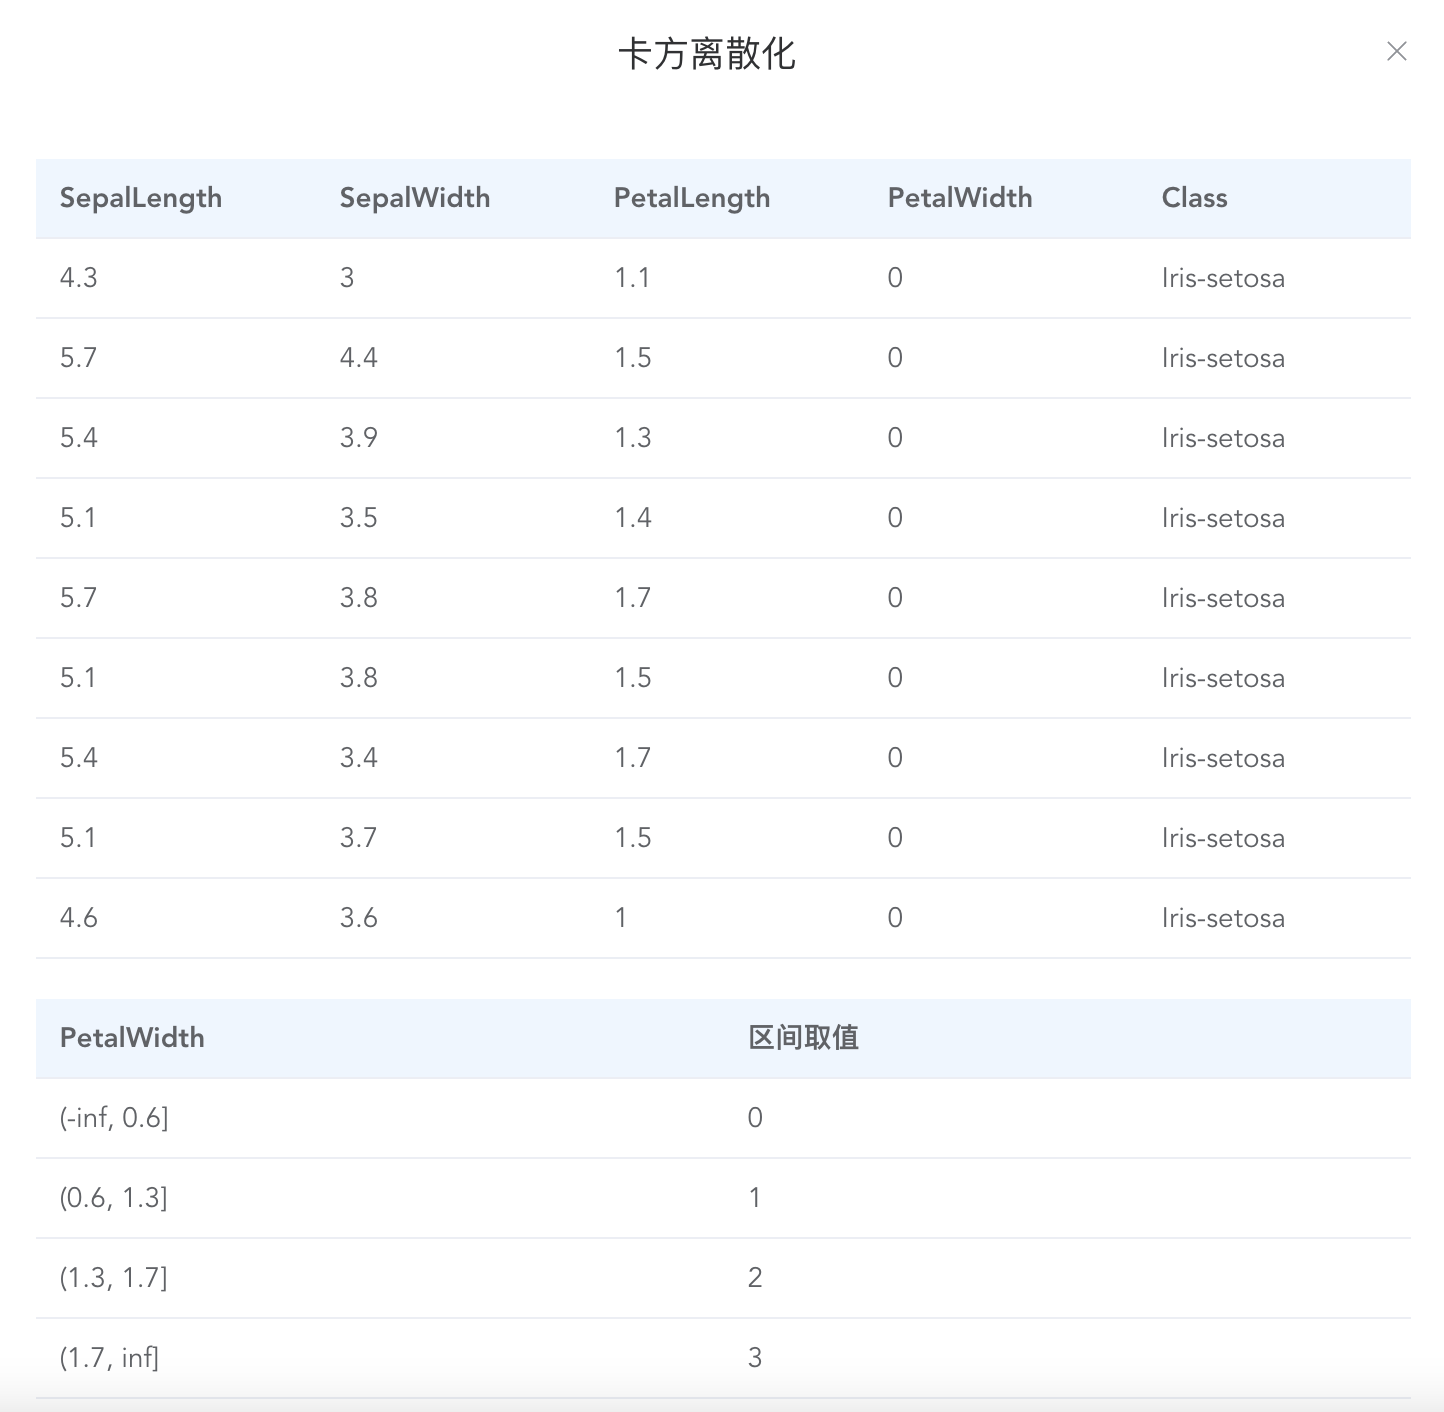 卡方离散化
SepalLength SepalWidth PetalLength PetalWidth Class
4.3 3 1.1 0 Iris-setosa
5.7 4.4 1.5 0 Iris-setosa
5.4 3.9 1.3 0 Iris-setosa
5.1 3.5 1.4 0 Iris-setosa
5.7 3.8 1.7 0 Iris-setosa
5.1 3.8 1.5 0 Iris-setosa
5.4 3.4 1.7 0 Iris-setosa
5.1 3.7 1.5 0 Iris-setosa
4.6 3.6 1 0 Iris-setosa
PetalWidth 区间取值
(-inf, 0.6] 0
(0.6, 1.3] 1
(1.3, 1.7] 2
(1.7, inf] 3